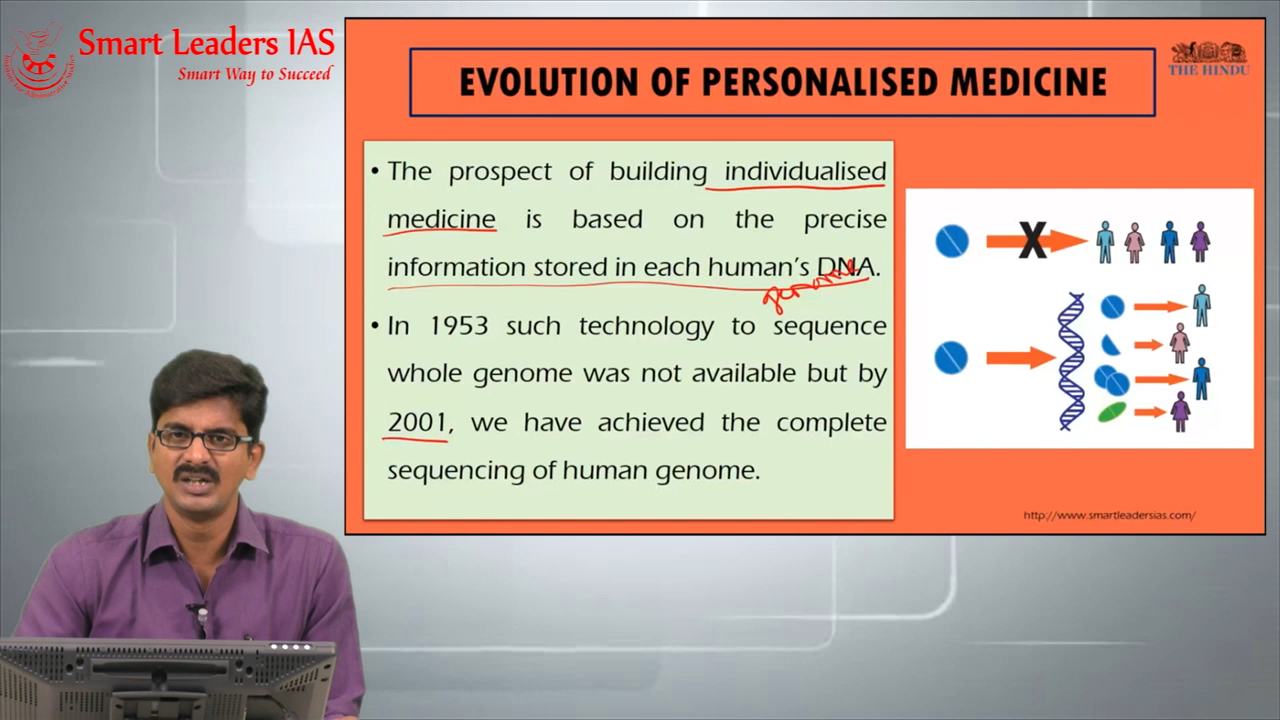 Smart Leaders IAS
Smart Way to Succeed
THE HINDU
EVOLUTION OF PERSONALISED MEDICINE
• The prospect of building individualised
medicine is based on the precise
information stored in each human's DNA.
genome
• In 1953 such technology to sequence
whole genome was not available but by
2001, we have achieved the complete
sequencing of human genome.
X
http://www.smartleadersias.com/